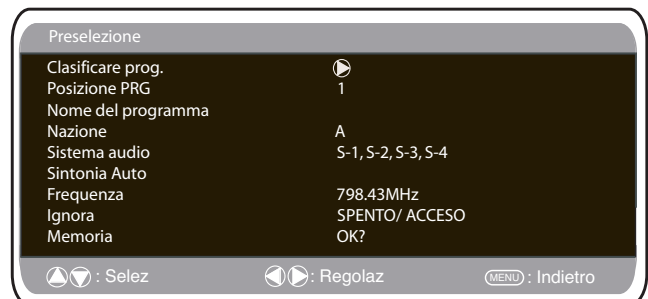 Preselezione
Clasificare prog.
Posizione PRG 1
Nome del programma
Nazione A
Sistema audio S-1, S-2, S-3, S-4
Sintonia Auto
Frequenza 798.43MHz
Ignora SPENTO/ ACCESO
Memoria OK?
: Selez : Regolaz MENU : Indietro